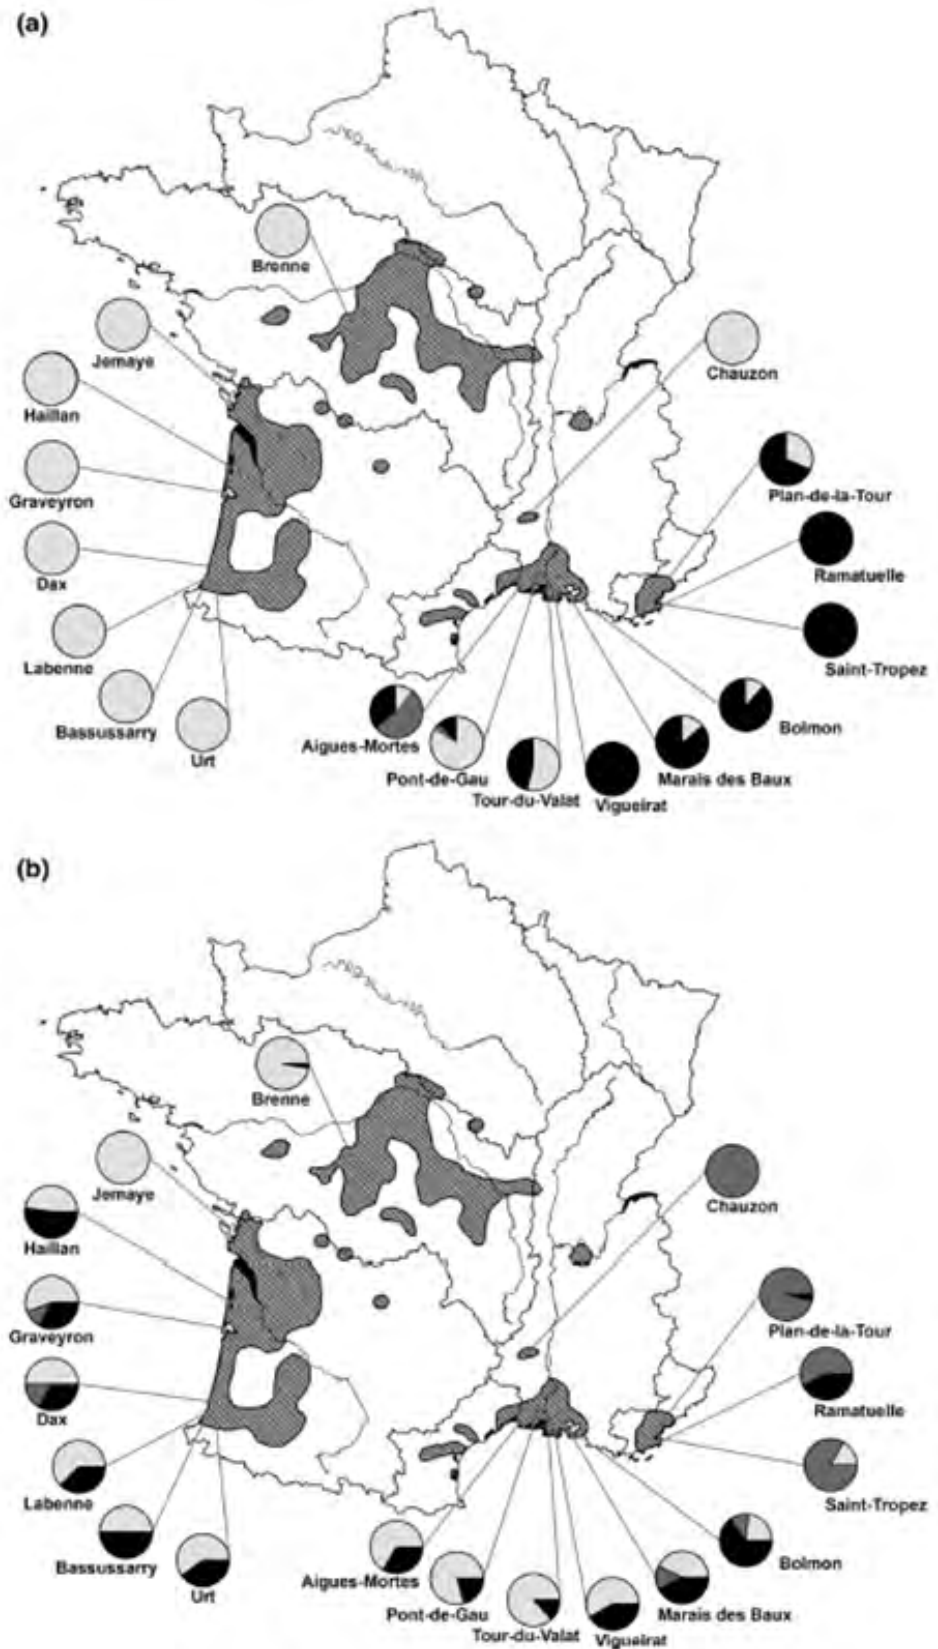 (a)
Brenne
Jemaye
Chauzon
Haillan
Plan-de-la-Tour
Graveyron
Ramatuelle
Dax
Labenne
Saint-Tropez
Bassussarry
Bolmon
Urt
Aigues-Mortes
Pont-de-Gau
Marais des Baux
Tour-du-Valat
Vigueirat
(b)
Brenne
Jemaye
Chauzon
Haillan
Plan-de-la-Tour
Graveyron
Ramatuelle
Dax
Labenne
Saint-Tropez
Bassussarry
Bolmon
Urt
Aigues-Mortes
Pont-de-Gau
Marais des Baux
Tour-du-Valat
Vigueirat